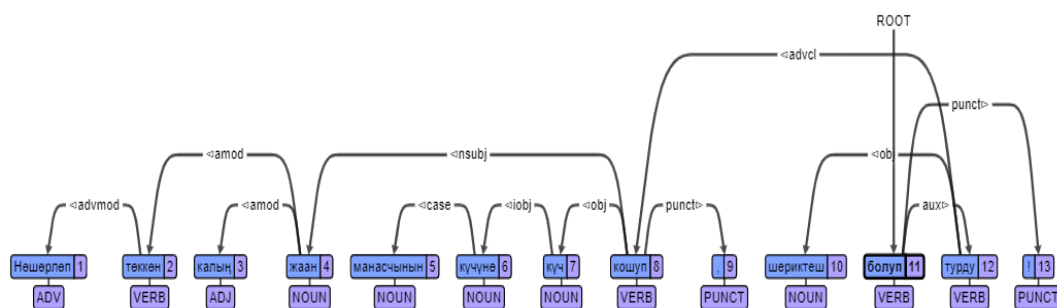 ROOT
◃advcl
punct▹
◃amod
◃nsubj
◃obj
◃advmod
◃amod
◃case
◃iobj
◃obj
punct▹
aux▹
Нөшөрлөп 1 төккөн 2 калың 3 жаан 4 манасчынын 5 күчүнө 6 күч 7 кошуп 8 , 9 шериктеш 10 болуп 11 турду 12 ! 13
ADV VERB ADJ NOUN NOUN NOUN NOUN VERB PUNCT NOUN VERB VERB PUNCT